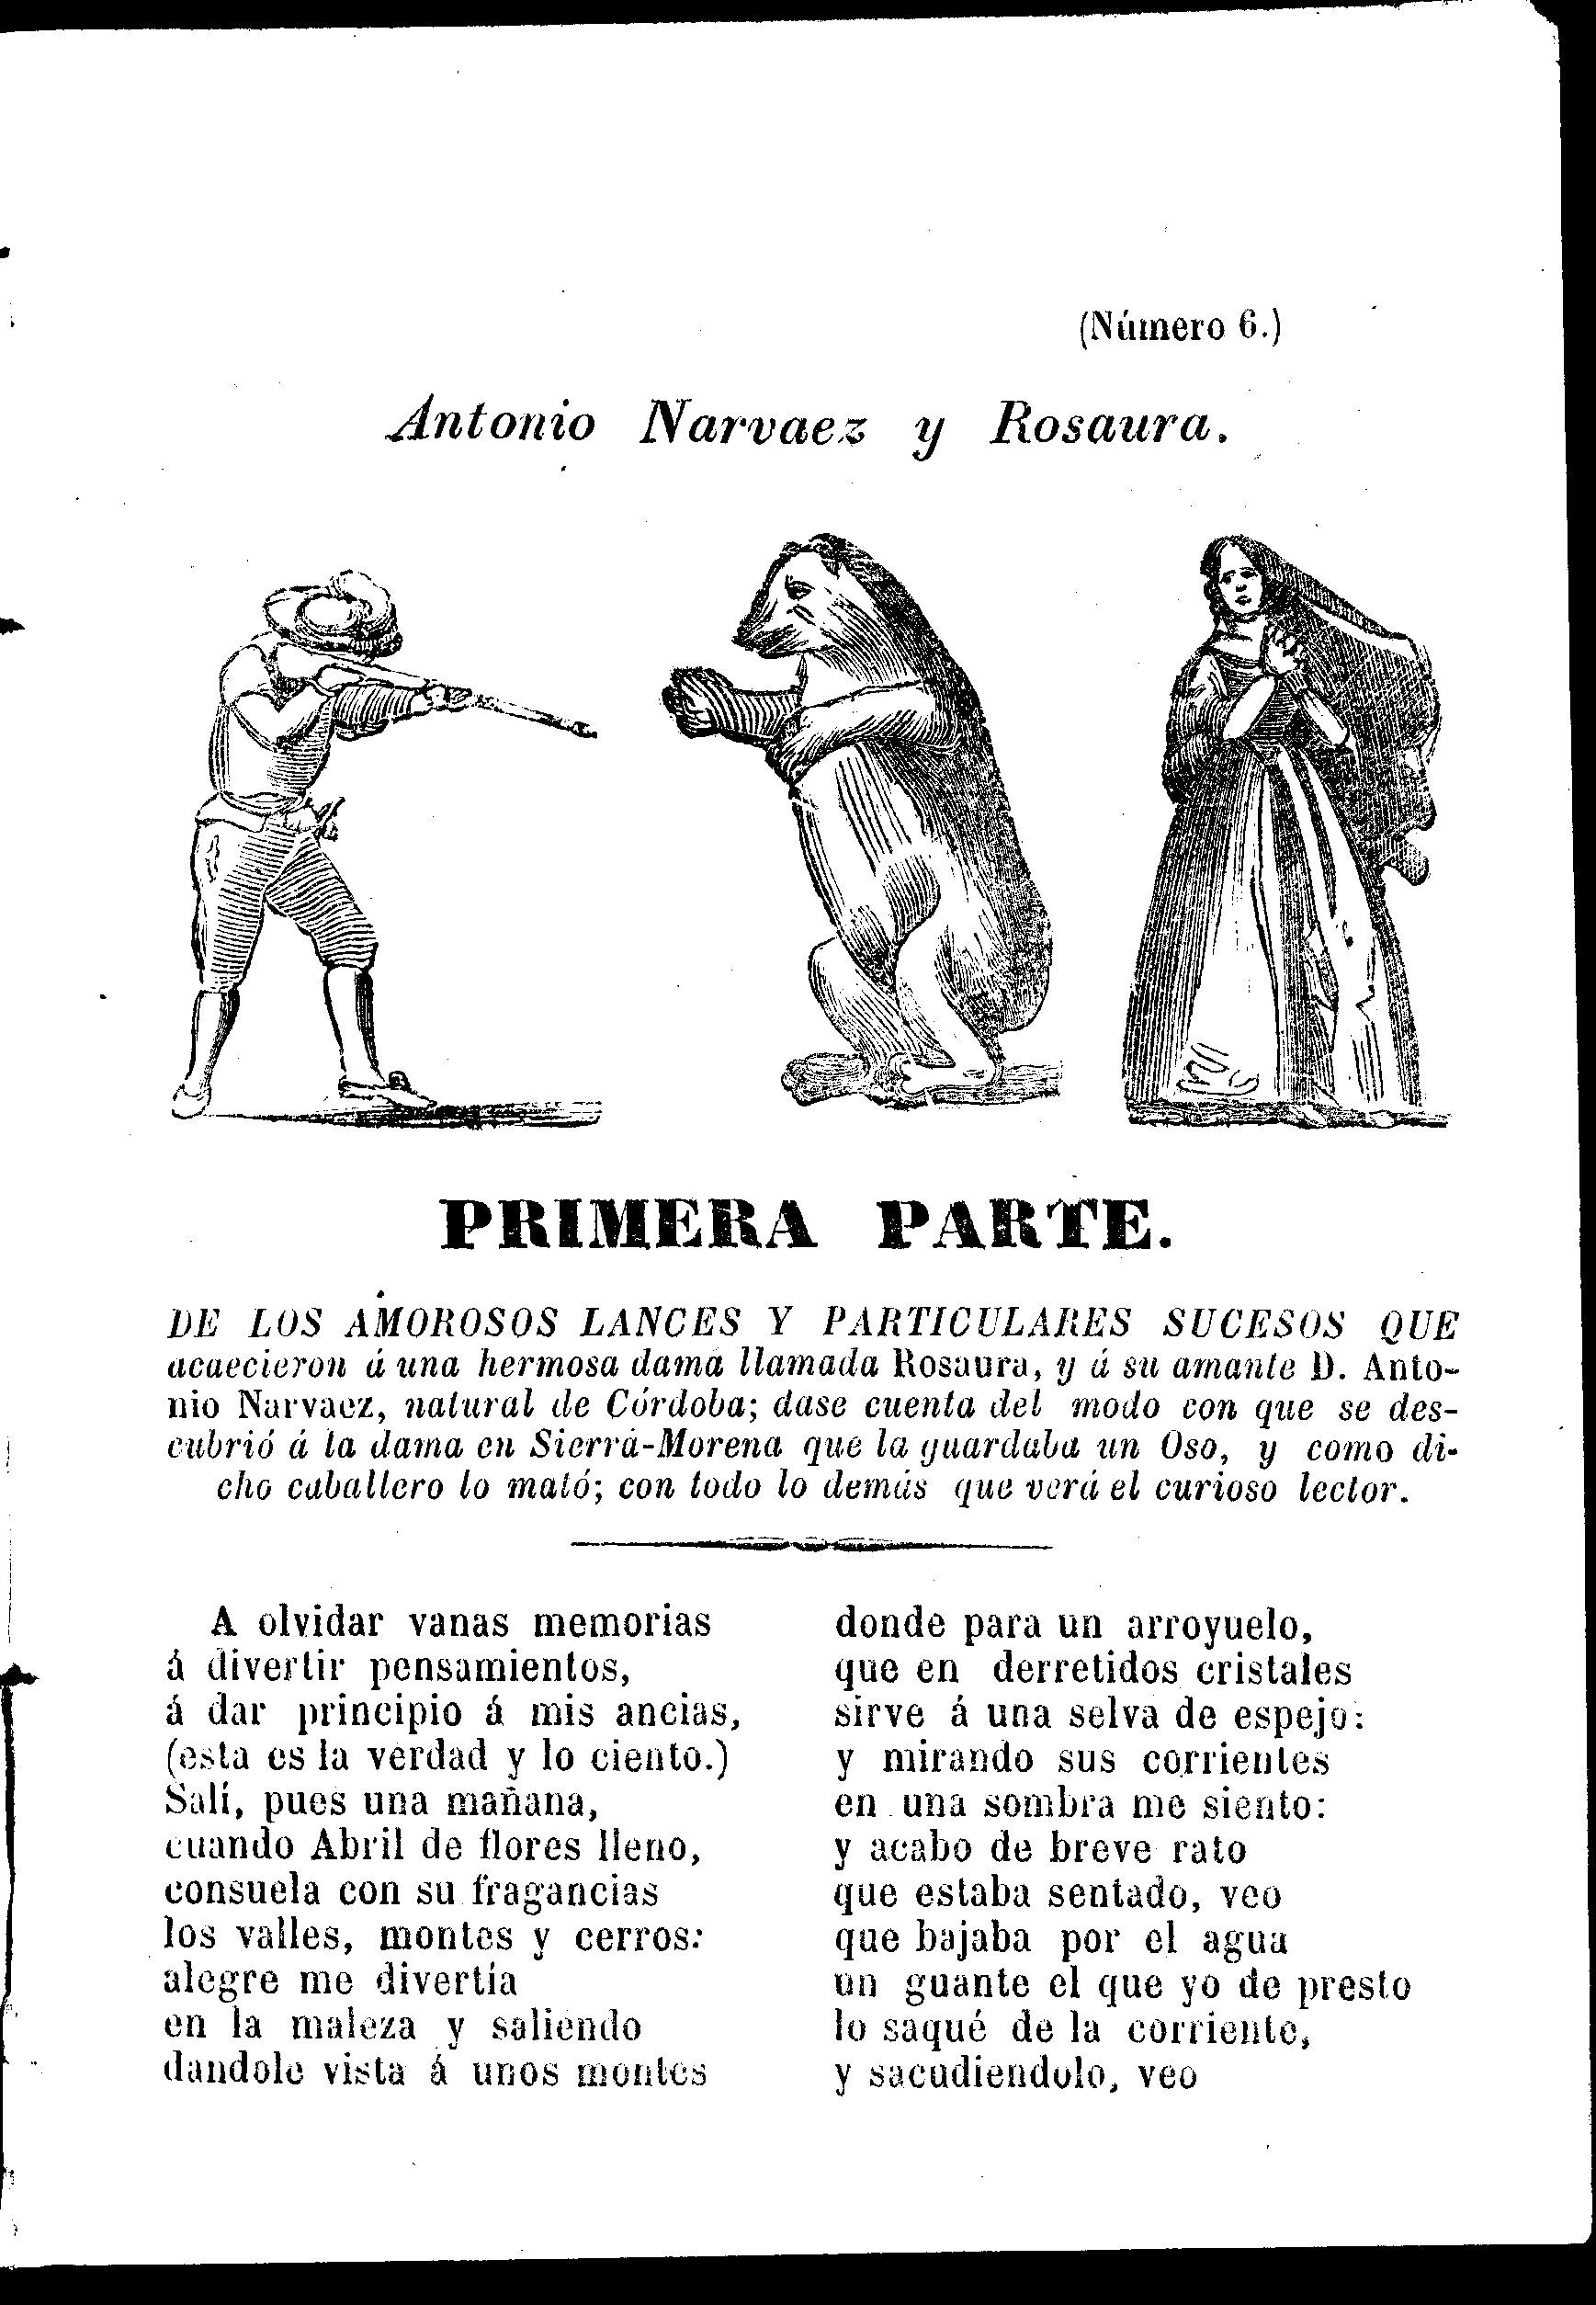 (Número 6.)
Antonio Narvaez y Rosaura.
PRIMERA PARTE.
DE LOS AMOROSOS LANCES Y PARTICULARES SUCESOS QUE
acaecieron á una hermosa dama llamada Rosaura, y á su amante D. Anto-
nio Narvaez, natural de Córdoba; dase cuenta del modo con que se des-
cubrió á la dama en Sierra-Morena que la guardaba un Oso, y como di-
cho caballero lo mató; con todo lo demás que verá el curioso lector.
A olvidar vanas memorias
á divertir pensamientos,
á dar principio á mis ancias,
(esta es la verdad y lo ciento.)
Salí, pues una mañana,
cuando Abril de flores lleno,
consuela con su fragancias
los valles, montes y cerros:
alegre me divertía
en la maleza y saliendo
dandole vista á unos montes
donde para un arroyuelo,
que en derretidos cristales
sirve á una selva de espejo:
y mirando sus corrientes
en una sombra me siento:
y acabo de breve rato
que estaba sentado, veo
que bajaba por el agua
un guante el que yo de presto
lo saqué de la corriente,
y sacudiendolo, veo